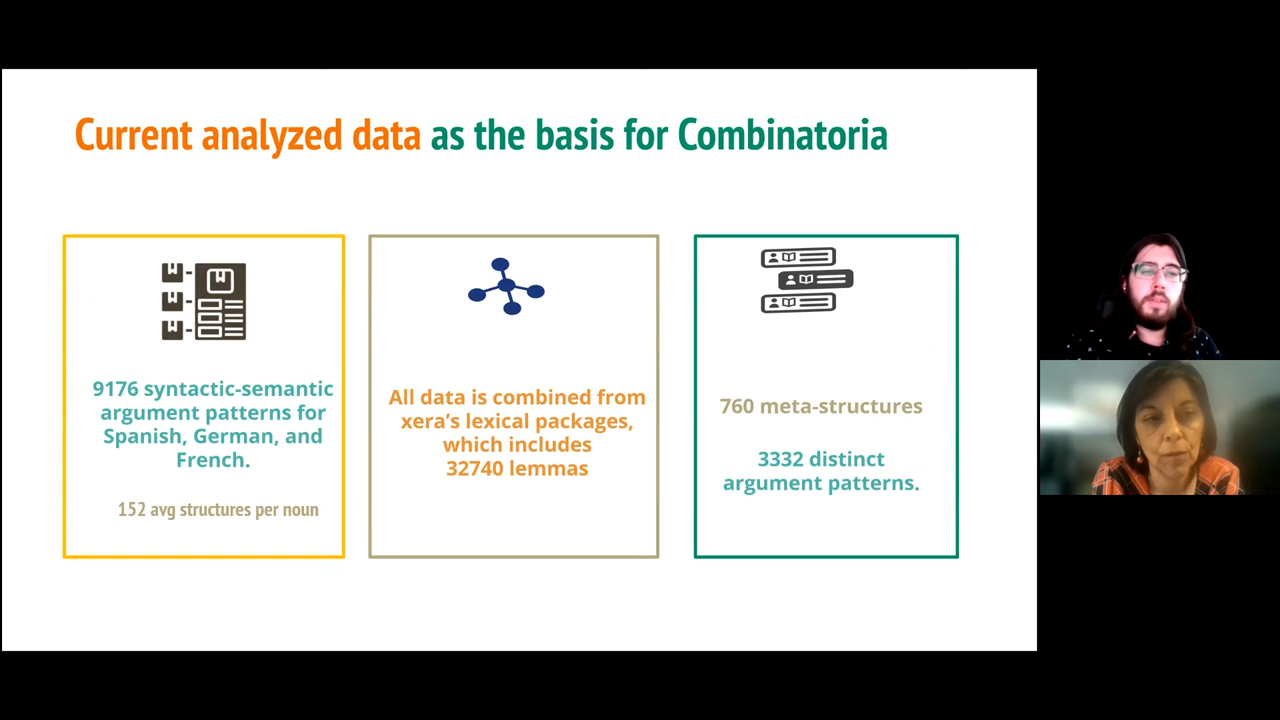 Current analyzed data as the basis for Combinatoria
9176 syntactic-semantic
argument patterns for
Spanish, German, and
French.
152 avg structures per noun
All data is combined from
xera's lexical packages,
which includes
32740 lemmas
760 meta-structures
3332 distinct
argument patterns.